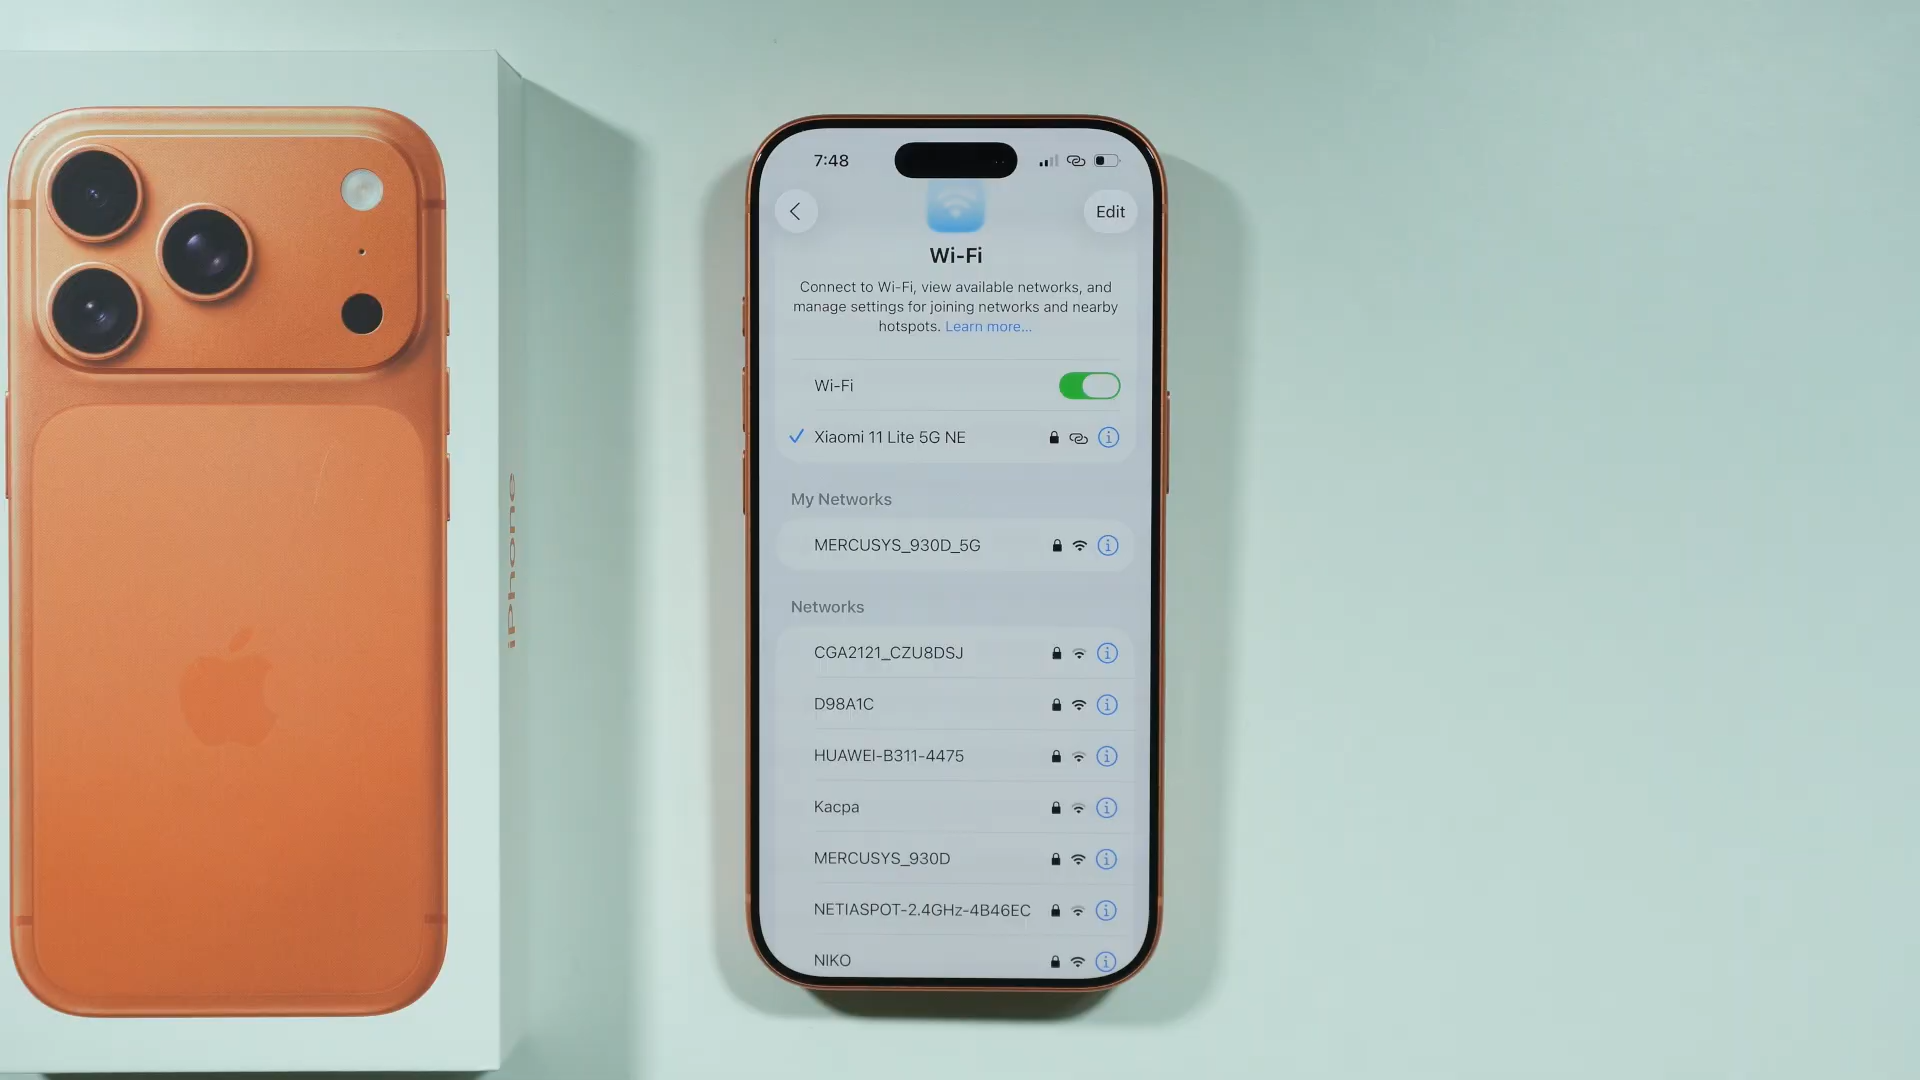 iPhone
7:48
Edit
Wi-Fi
Connect to Wi-Fi, view available networks, and
manage settings for joining networks and nearby
hotspots. Learn more...
Wi-Fi
Xiaomi 11 Lite 5G NE
My Networks
MERCUSYS_930D_5G
Networks
CGA2121_CZU8DSJ
D98A1C
HUAWEI-B311-4475
Kacpa
MERCUSYS_930D
NETIASPOT-2.4GHz-4B46EC
NIKO